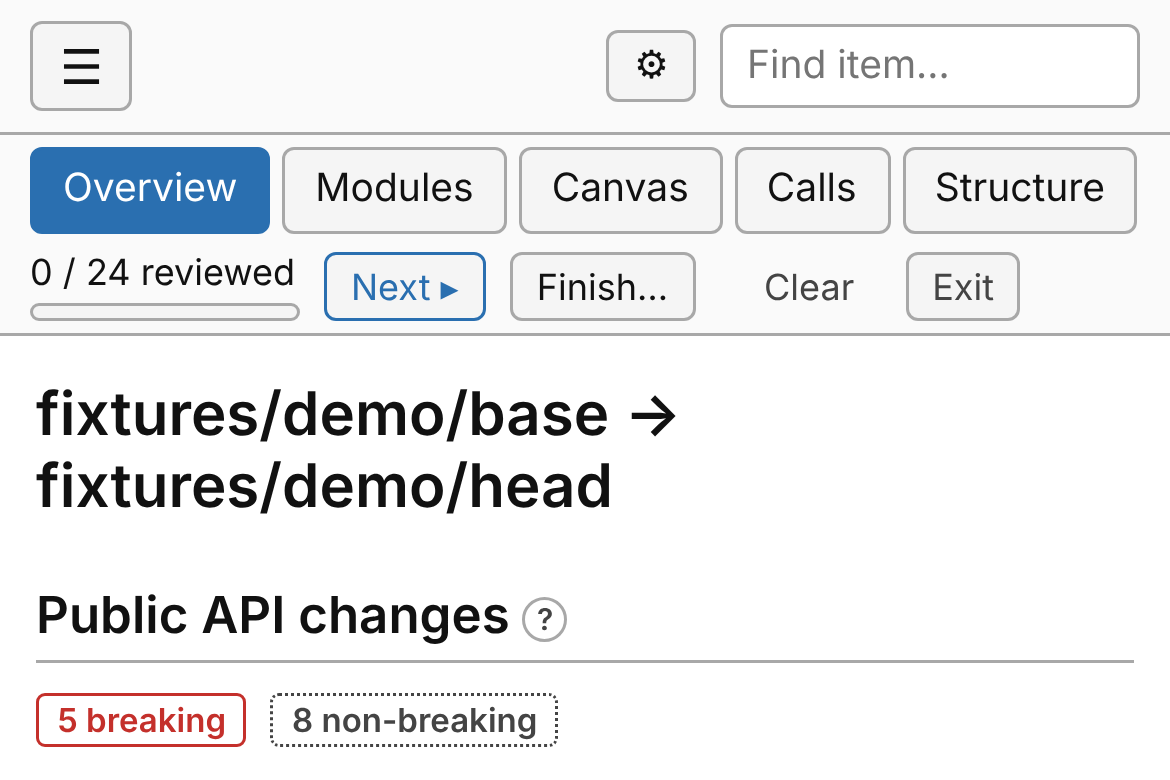 ☰ ⚙ Find item...
Overview Modules Canvas Calls Structure
0 / 24 reviewed Next ▸ Finish... Clear Exit
fixtures/demo/base →
fixtures/demo/head
Public API changes ?
5 breaking 8 non-breaking